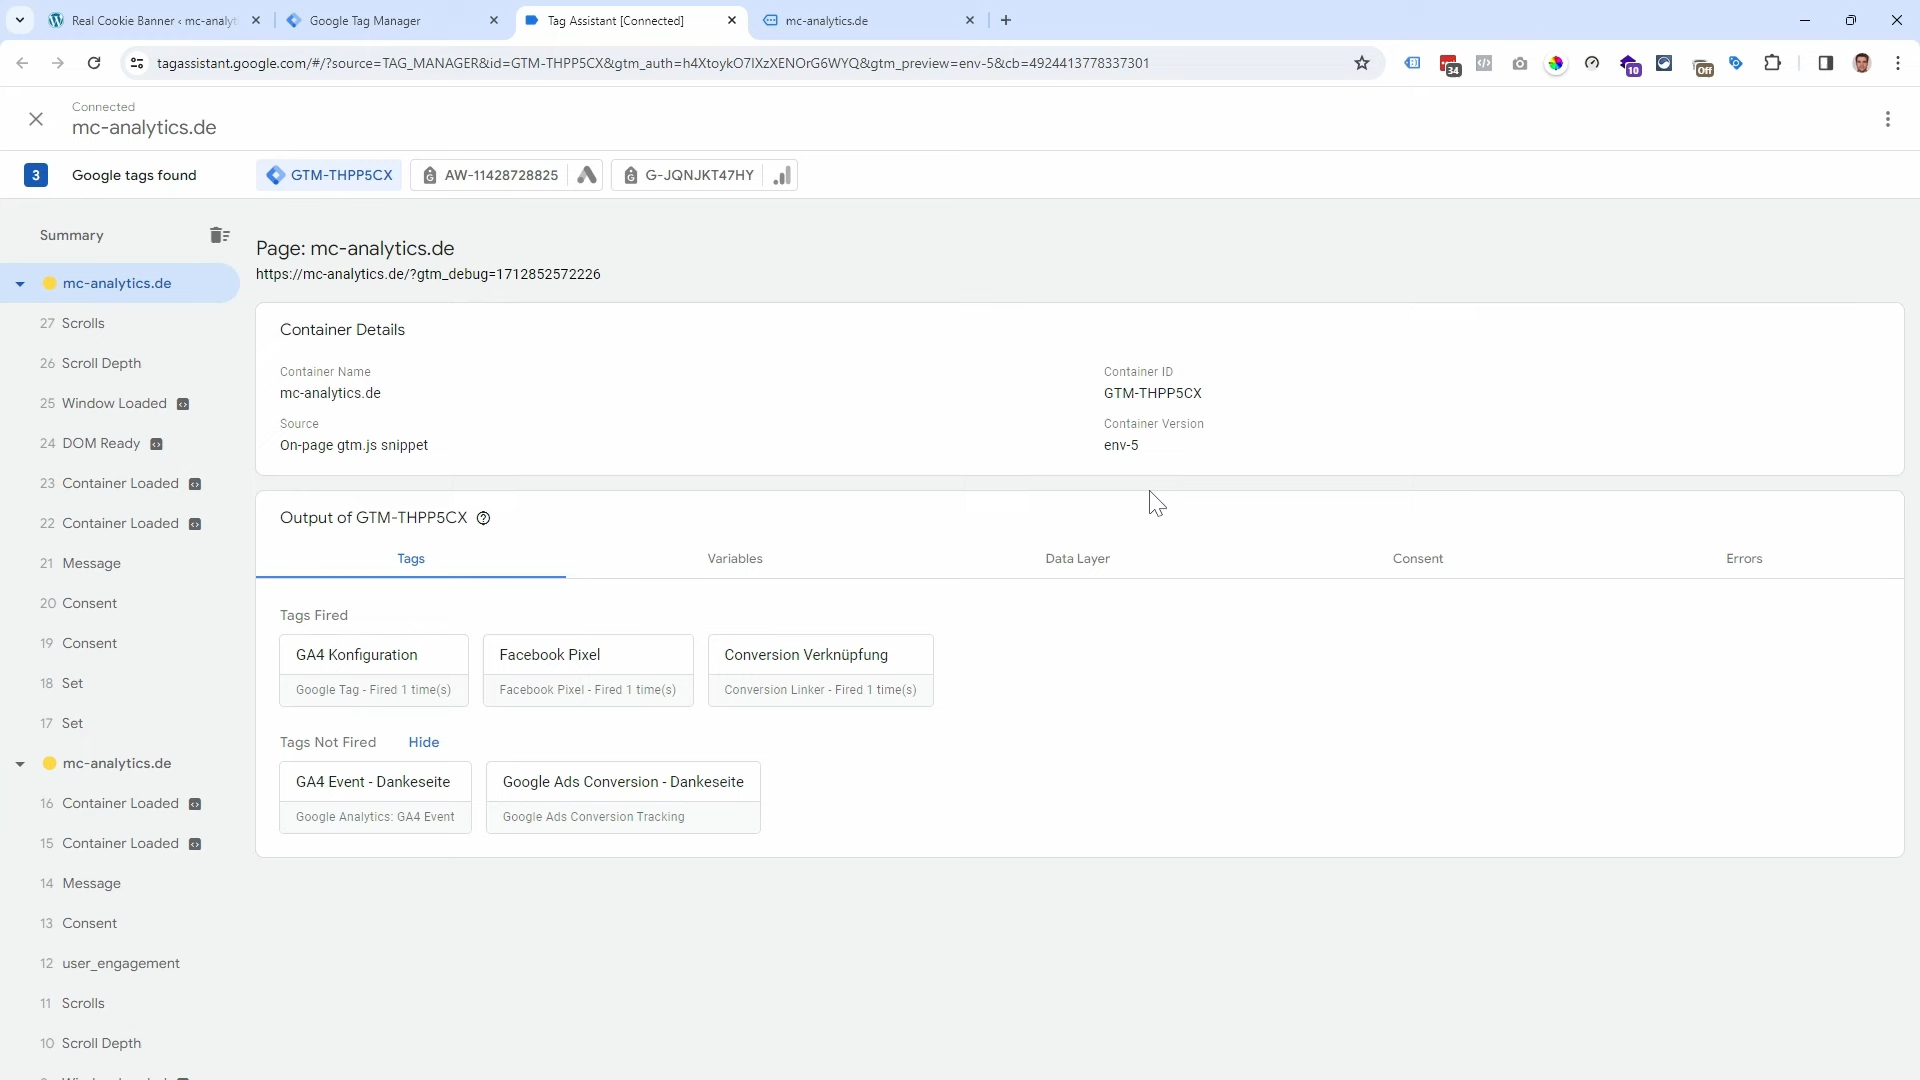 Real Cookie Banner ‹ mc-analyt
Google Tag Manager
Tag Assistant [Connected]
mc-analytics.de
tagassistant.google.com/#/?source=TAG_MANAGER&id=GTM-THPP5CX&gtm_auth=h4XtoykO7IXzXENOrG6WYQ&gtm_preview=env-5&cb=4924413778337301
34
10
Off
Connected
mc-analytics.de
3
Google tags found
GTM-THPP5CX
AW-11428728825
G-JQNJKT47HY
Summary
mc-analytics.de
27 Scrolls
26 Scroll Depth
25 Window Loaded
24 DOM Ready
23 Container Loaded
22 Container Loaded
21 Message
20 Consent
19 Consent
18 Set
17 Set
mc-analytics.de
16 Container Loaded
15 Container Loaded
14 Message
13 Consent
12 user_engagement
11 Scrolls
10 Scroll Depth
Page: mc-analytics.de
https://mc-analytics.de/?gtm_debug=1712852572226
Container Details
Container Name
mc-analytics.de
Container ID
GTM-THPP5CX
Source
On-page gtm.js snippet
Container Version
env-5
Output of GTM-THPP5CX
Tags
Variables
Data Layer
Consent
Errors
Tags Fired
GA4 Konfiguration
Google Tag - Fired 1 time(s)
Facebook Pixel
Facebook Pixel - Fired 1 time(s)
Conversion Verknüpfung
Conversion Linker - Fired 1 time(s)
Tags Not Fired
Hide
GA4 Event - Dankeseite
Google Analytics: GA4 Event
Google Ads Conversion - Dankeseite
Google Ads Conversion Tracking